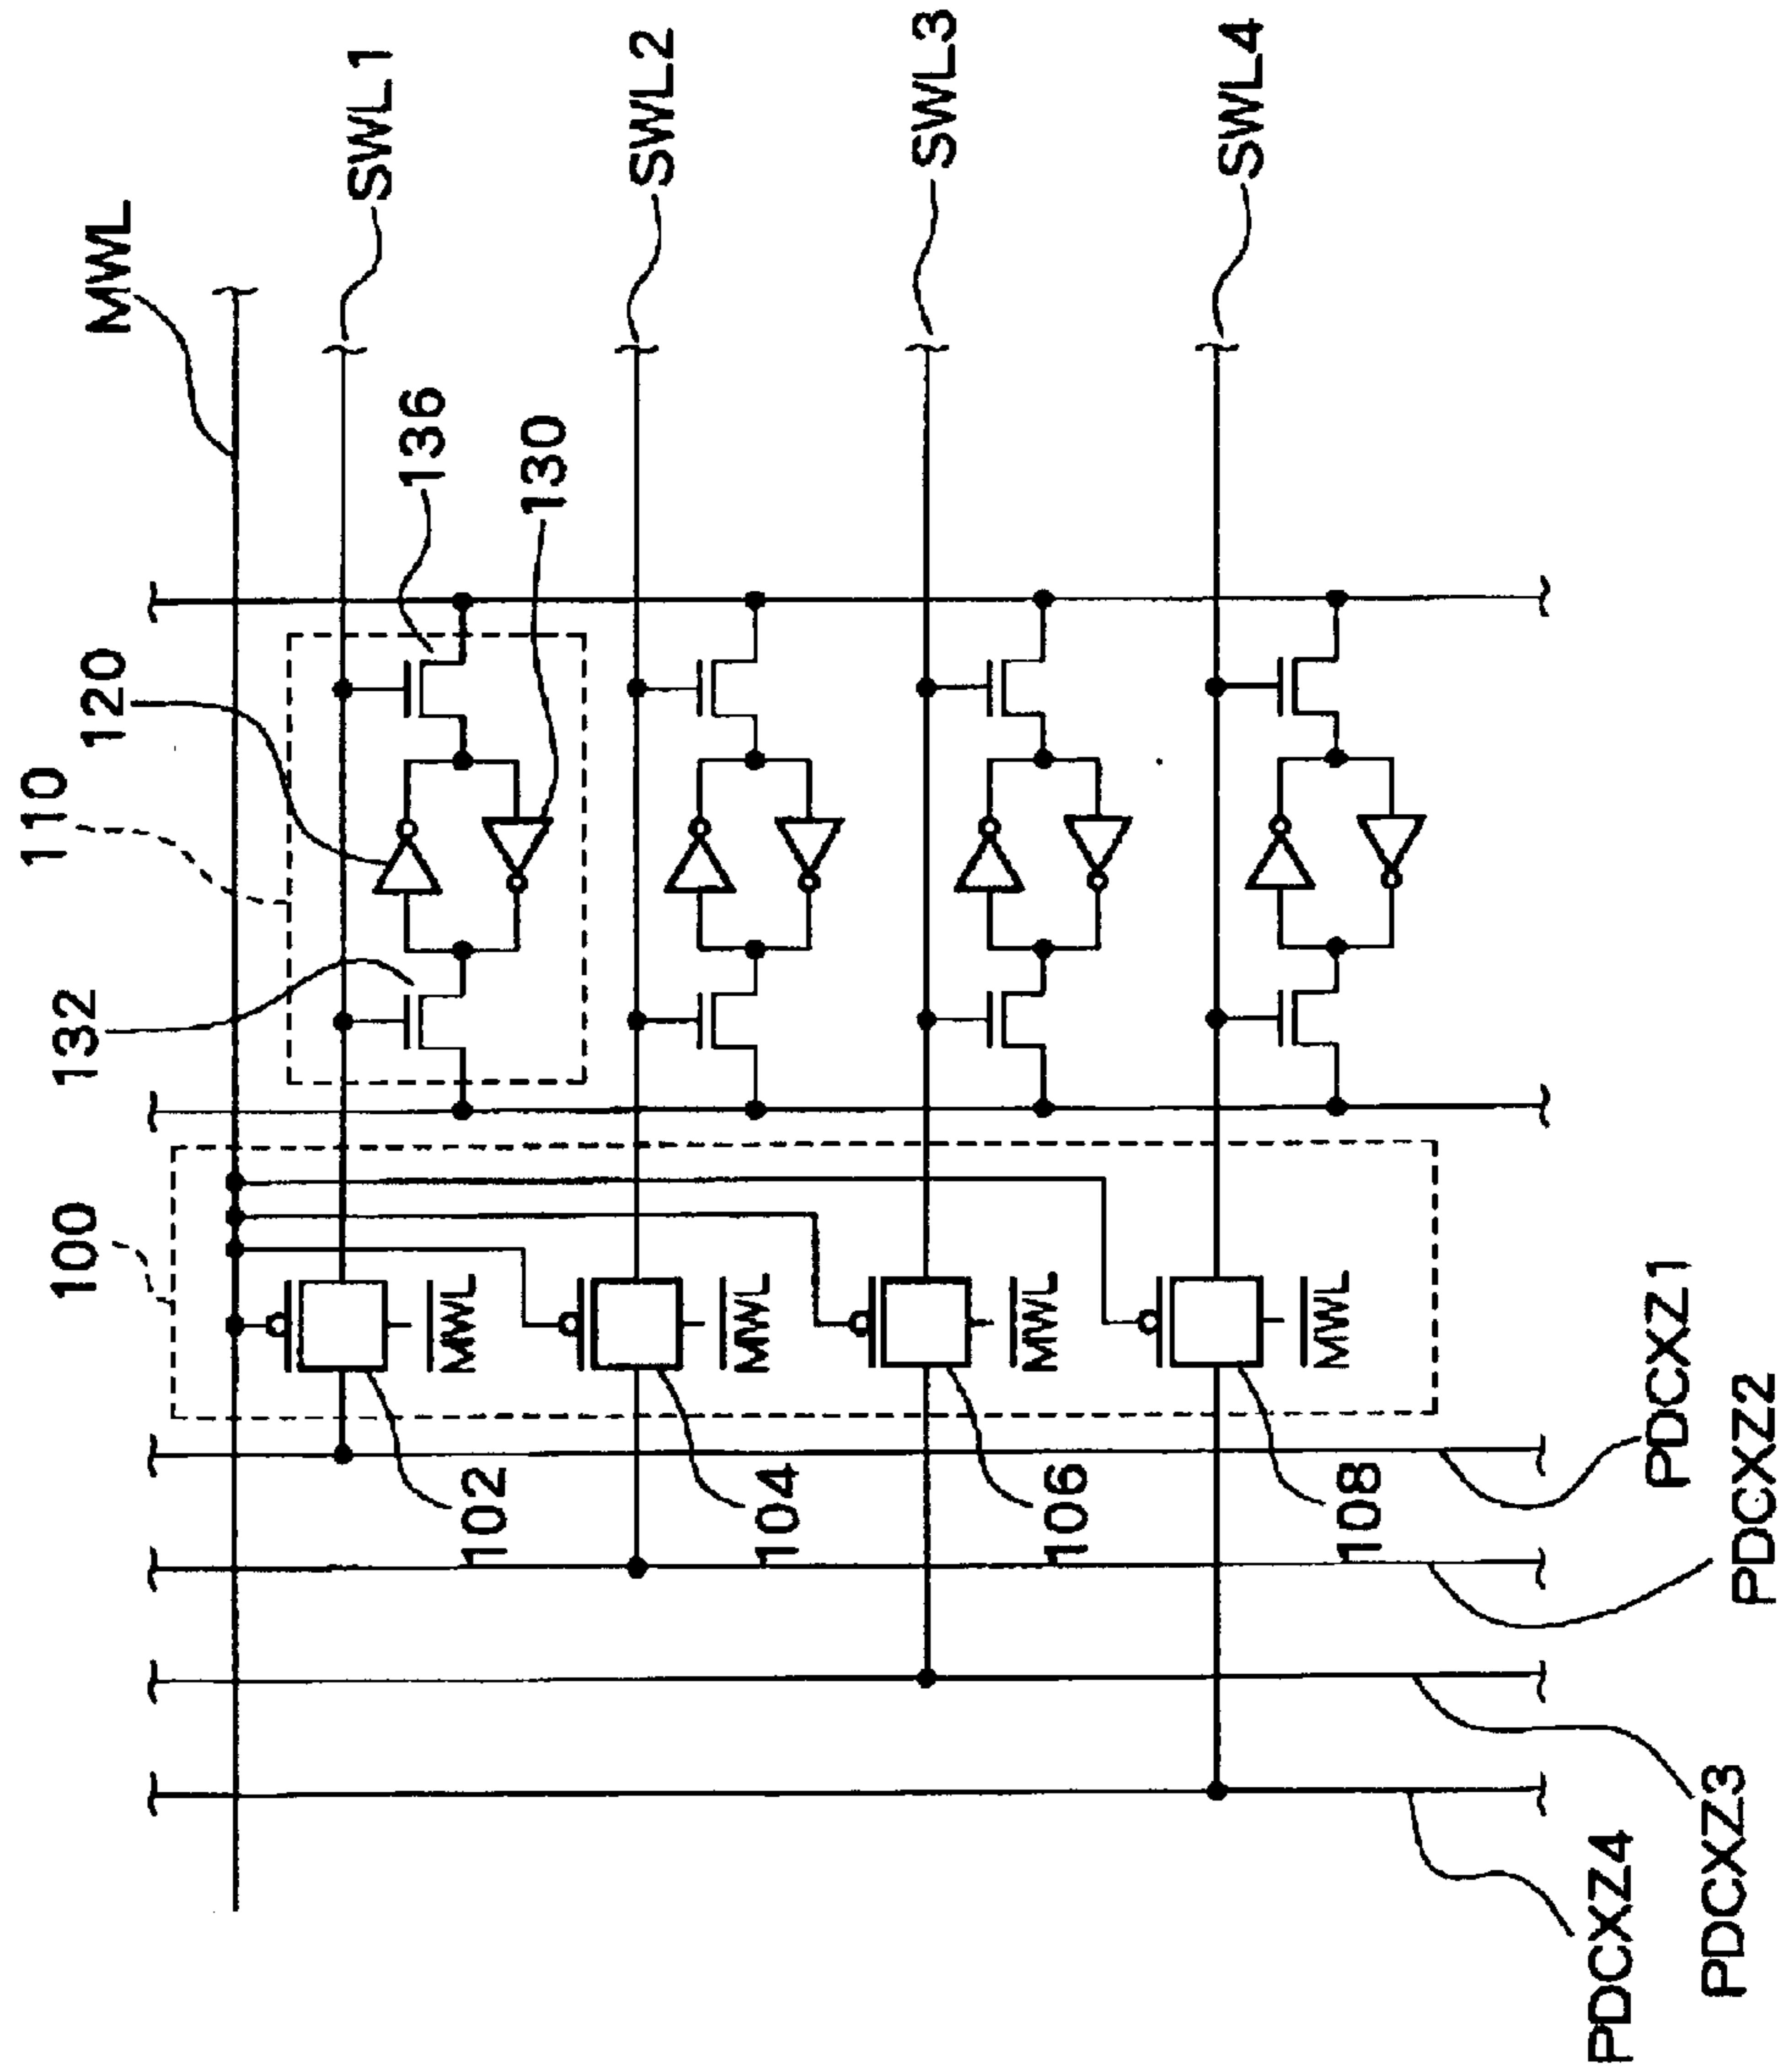 MWL
SWL1
SWL2
SWL3
SWL4
136
130
120
110
132
100
MWL
MWL
MWL
MWL
102
104
106
108
PDCXZ1
PDCXZ2
PDCXZ3
PDCXZ4